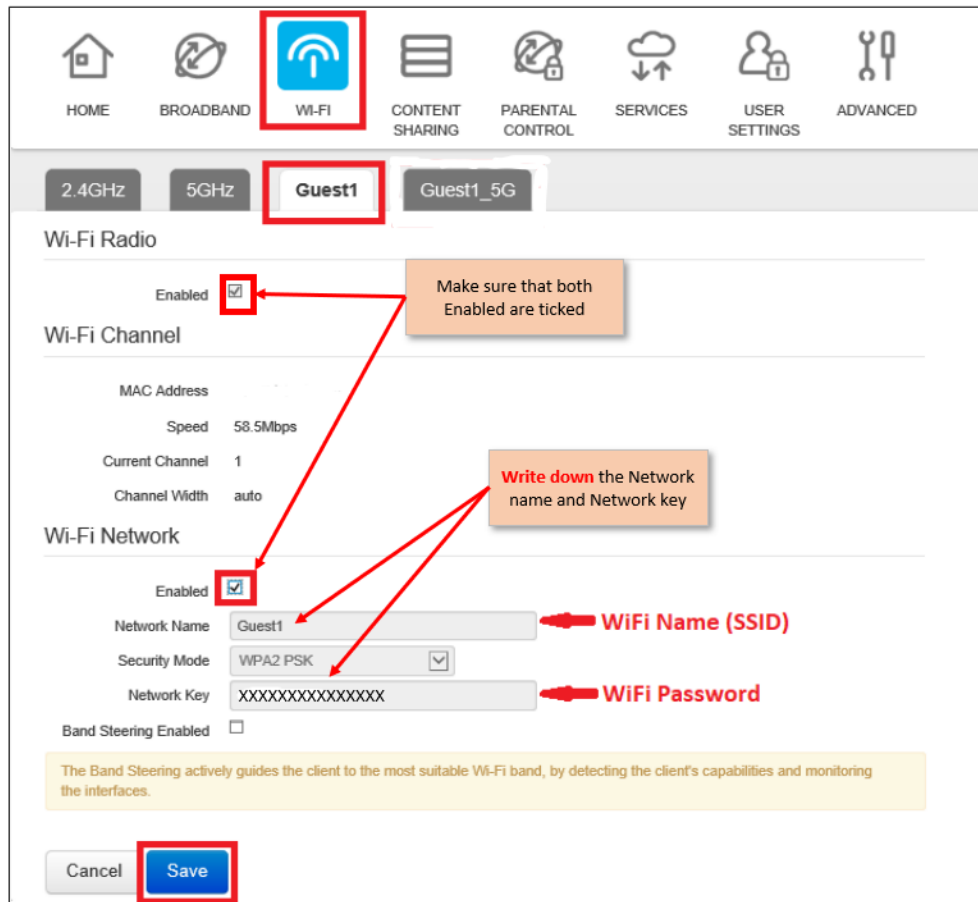 HOME
BROADBAND
WI-FI
CONTENT
SHARING
PARENTAL
CONTROL
SERVICES
USER
SETTINGS
ADVANCED
2.4GHz
5GHz
Guest1
Guest1_5G
Wi-Fi Radio
Enabled
Make sure that both
Enabled are ticked
Wi-Fi Channel
MAC Address
Speed 58.5Mbps
Current Channel 1
Channel Width auto
Write down the Network
name and Network key
Wi-Fi Network
Enabled
Network Name Guest1
WiFi Name (SSID)
Security Mode WPA2 PSK
Network Key XXXXXXXXXXXXXXX
WiFi Password
Band Steering Enabled
The Band Steering actively guides the client to the most suitable Wi-Fi band, by detecting the client's capabilities and monitoring
the interfaces.
Cancel
Save